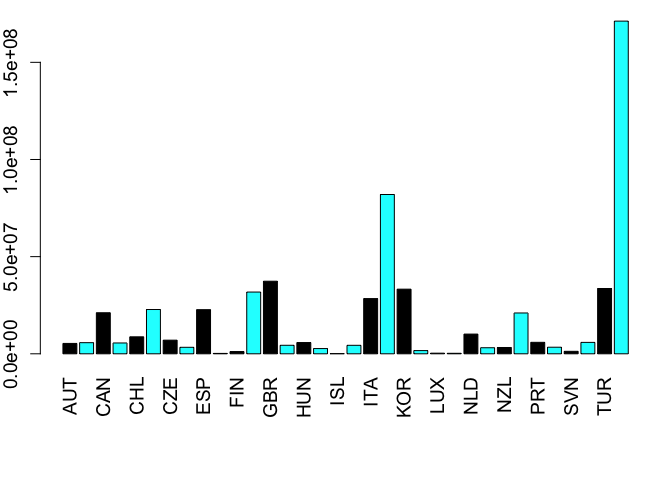 1.5e+08
1.0e+08
5.0e+07
0.0e+00
AUT CAN CHL CZE ESP FIN GBR HUN ISL ITA KOR LUX NLD NZL PRT SVN TUR